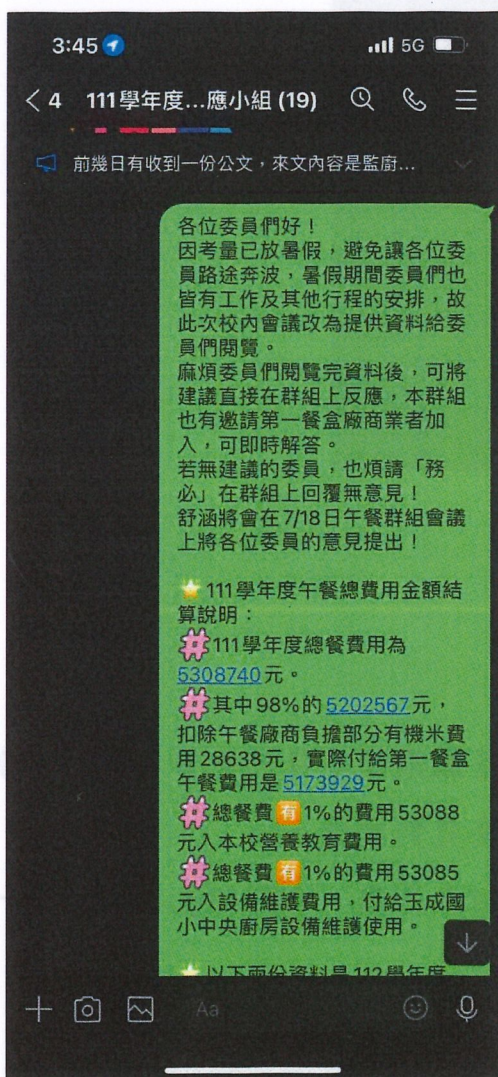 3:45
5G
4 111學年度...應小組 (19)
前幾日有收到一份公文，來文內容是監廚...
各位委員們好！
因考量已放暑假，避免讓各位委
員路途奔波，暑假期間委員們也
皆有工作及其他行程的安排，故
此次校內會議改為提供資料給委
員們閱覽。
麻煩委員們閱覽完資料後，可將
建議直接在群組上反應，本群組
也有邀請第一餐盒廠商業者加
入，可即時解答。
若無建議的委員，也煩請「務
必」在群組上回覆無意見！
舒涵將會在7/18日午餐群組會議
上將各位委員的意見提出！
⭐ 111學年度午餐總費用金額結
算說明：
#111學年度總餐費用為
5308740元。
#其中98%的5202567元，
扣除午餐廠商負擔部分有機米費
用28638元，實際付給第一餐盒
午餐費用是5173929元。
#總餐費🈶1%的費用53088
元入本校營養教育費用。
#總餐費🈶1%的費用53085
元入設備維護費用，付給玉成國
小中央廚房設備維護使用。
⭐ 以下兩份資料是112學年度
Aa